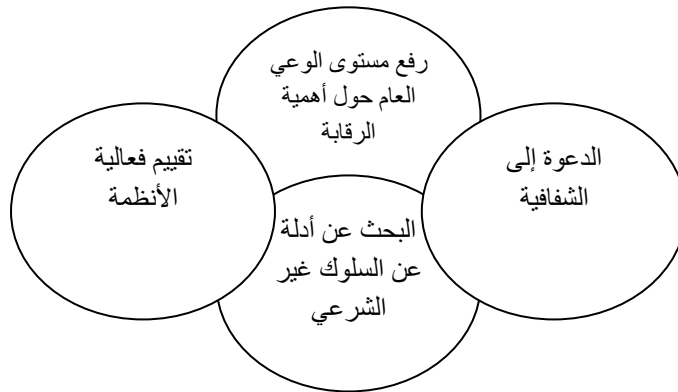 رفع مستوى الوعي
العام حول أهمية
الرقابة
الدعوة إلى
الشفافية
تقييم فعالية
الأنظمة
البحث عن أدلة
عن السلوك غير
الشرعي